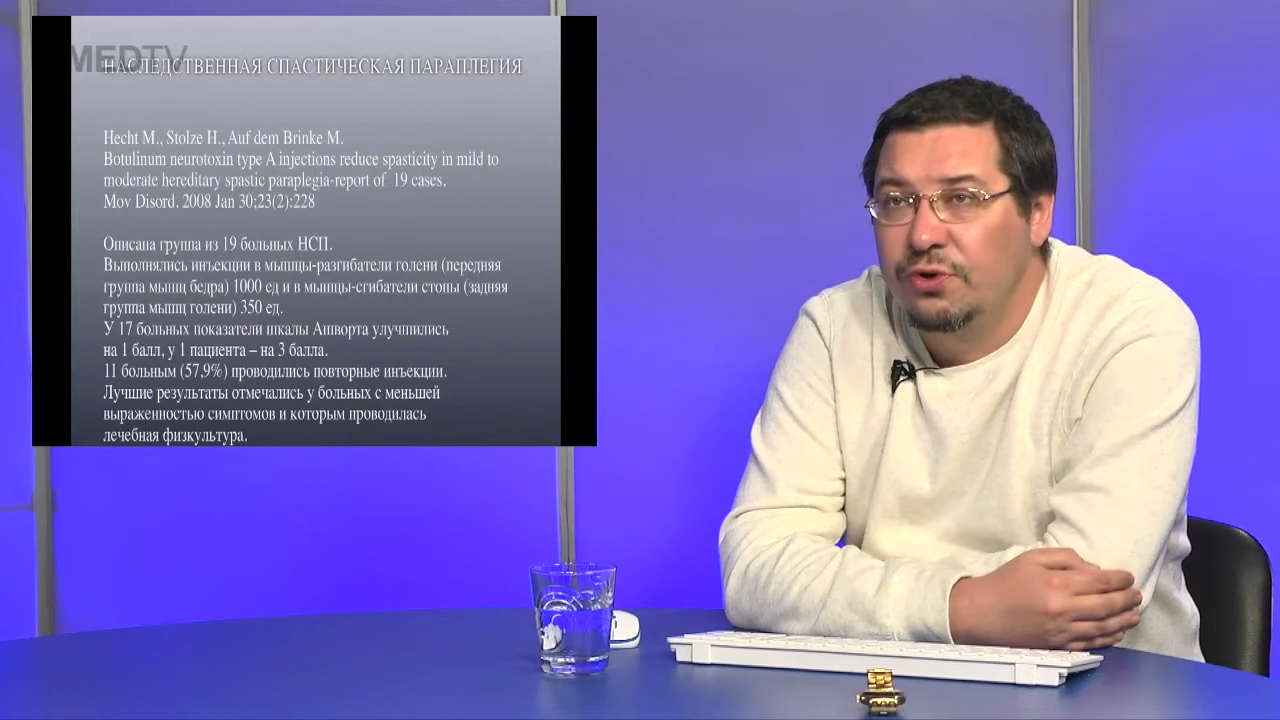 MEDTV
НАСЛЕДСТВЕННАЯ СПАСТИЧЕСКАЯ ПАРАПЛЕГИЯ
Hecht M., Stolze H., Auf dem Brinke M.
Botulinum neurotoxin type A injections reduce spasticity in mild to
moderate hereditary spastic paraplegia-report of 19 cases.
Mov Disord. 2008 Jan 30;23(2):228
Описана группа из 19 больных НСП.
Выполнялись инъекции в мышцы-разгибатели голени (передняя
группа мышц бедра) 1000 ед и в мышцы-сгибатели стопы (задняя
группа мышц голени) 350 ед.
У 17 больных показатели шкалы Ашворта улучшились
на 1 балл, у 1 пациента – на 3 балла.
11 больным (57,9%) проводились повторные инъекции.
Лучшие результаты отмечались у больных с меньшей
выраженностью симптомов и которым проводилась
лечебная физкультура.